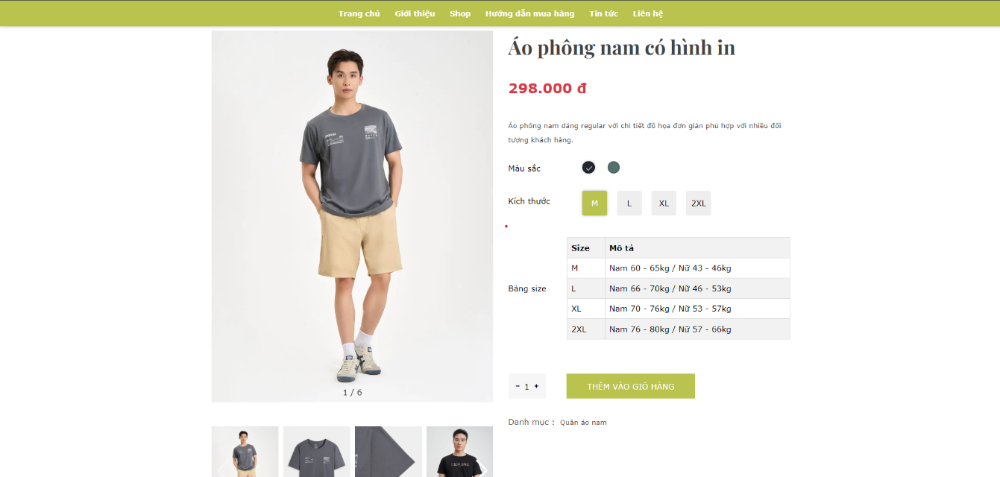 Trang chủ Giới thiệu Shop Hướng dẫn mua hàng Tin tức Liên hệ
Áo phông nam có hình in
298.000 đ
Áo phông nam dáng regular với chi tiết đồ họa đơn giản phù hợp với nhiều đối
tượng khách hàng.
Màu sắc
Kích thước M L XL 2XL
Bảng size
Size Mô tả
M Nam 60 - 65kg / Nữ 43 - 46kg
L Nam 66 - 70kg / Nữ 46 - 53kg
XL Nam 70 - 76kg / Nữ 53 - 57kg
2XL Nam 76 - 80kg / Nữ 57 - 66kg
- 1 + THÊM VÀO GIỎ HÀNG
Danh mục : Quần áo nam
1 / 6